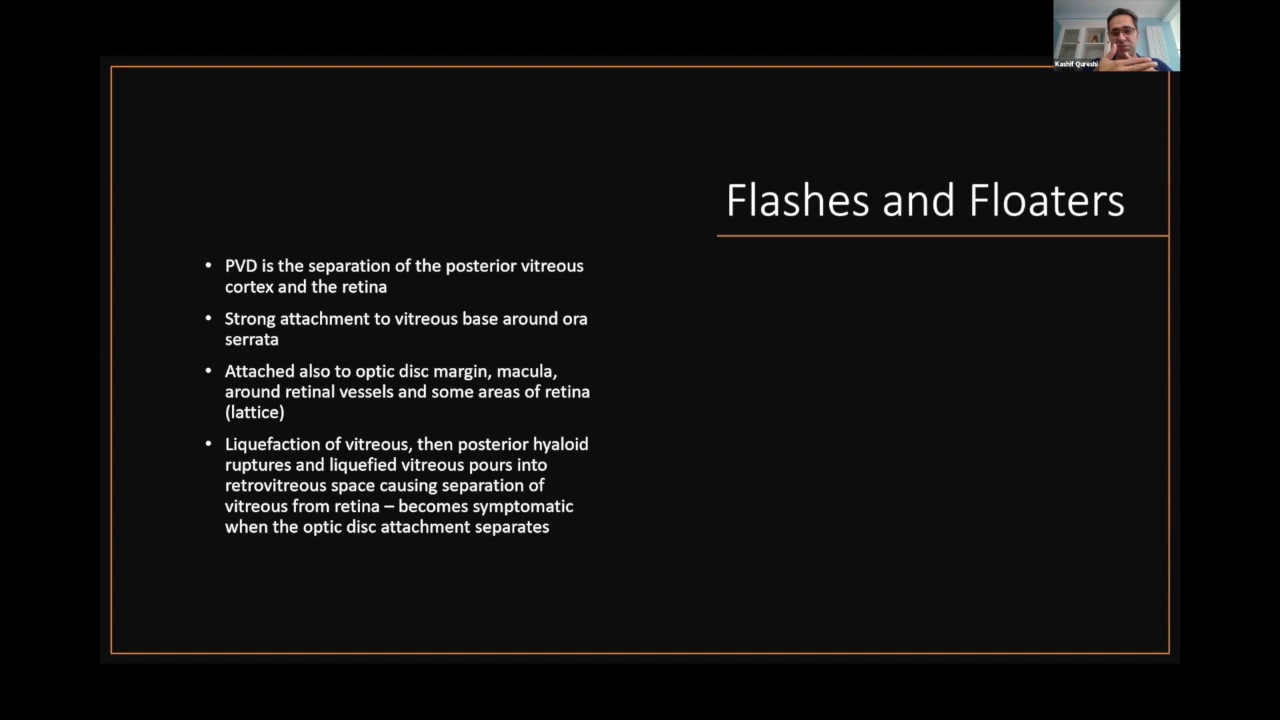 Kashif Qureshi
Flashes and Floaters
• PVD is the separation of the posterior vitreous
cortex and the retina
• Strong attachment to vitreous base around ora
serrata
• Attached also to optic disc margin, macula,
around retinal vessels and some areas of retina
(lattice)
• Liquefaction of vitreous, then posterior hyaloid
ruptures and liquefied vitreous pours into
retrovitreous space causing separation of
vitreous from retina – becomes symptomatic
when the optic disc attachment separates